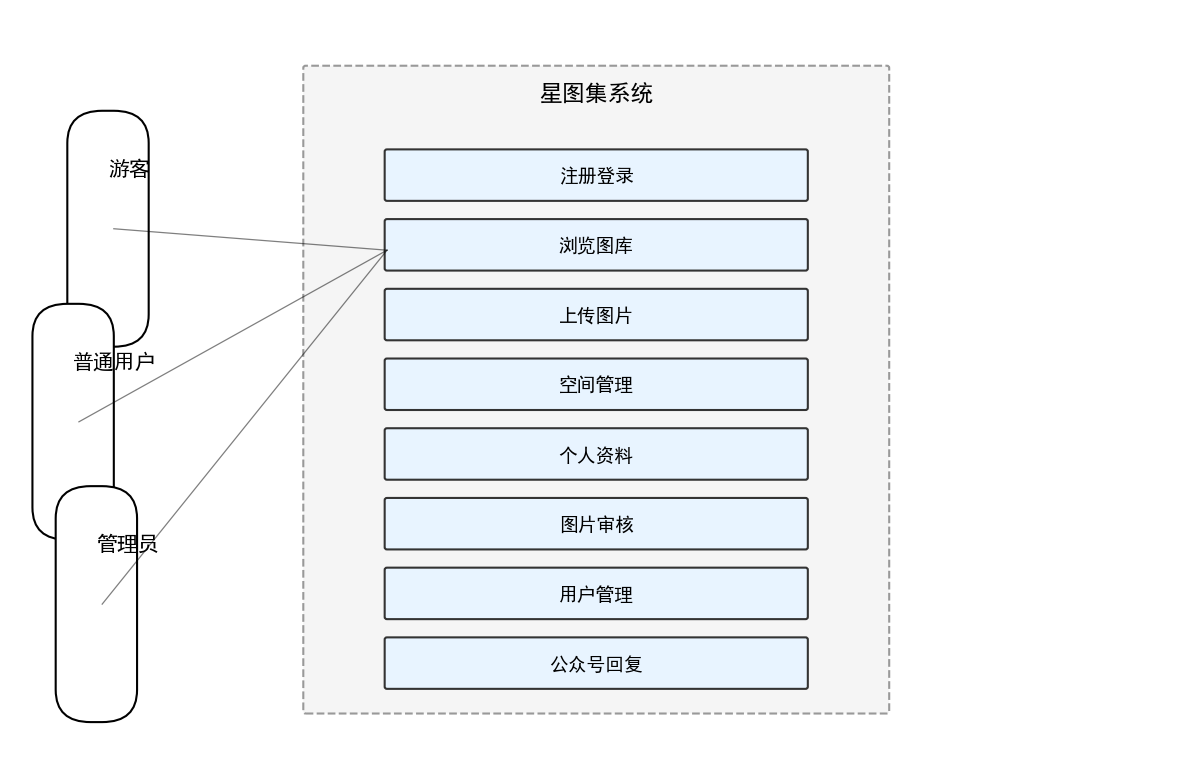 星图集系统
游客
普通用户
管理员
注册登录
浏览图库
上传图片
空间管理
个人资料
图片审核
用户管理
公众号回复